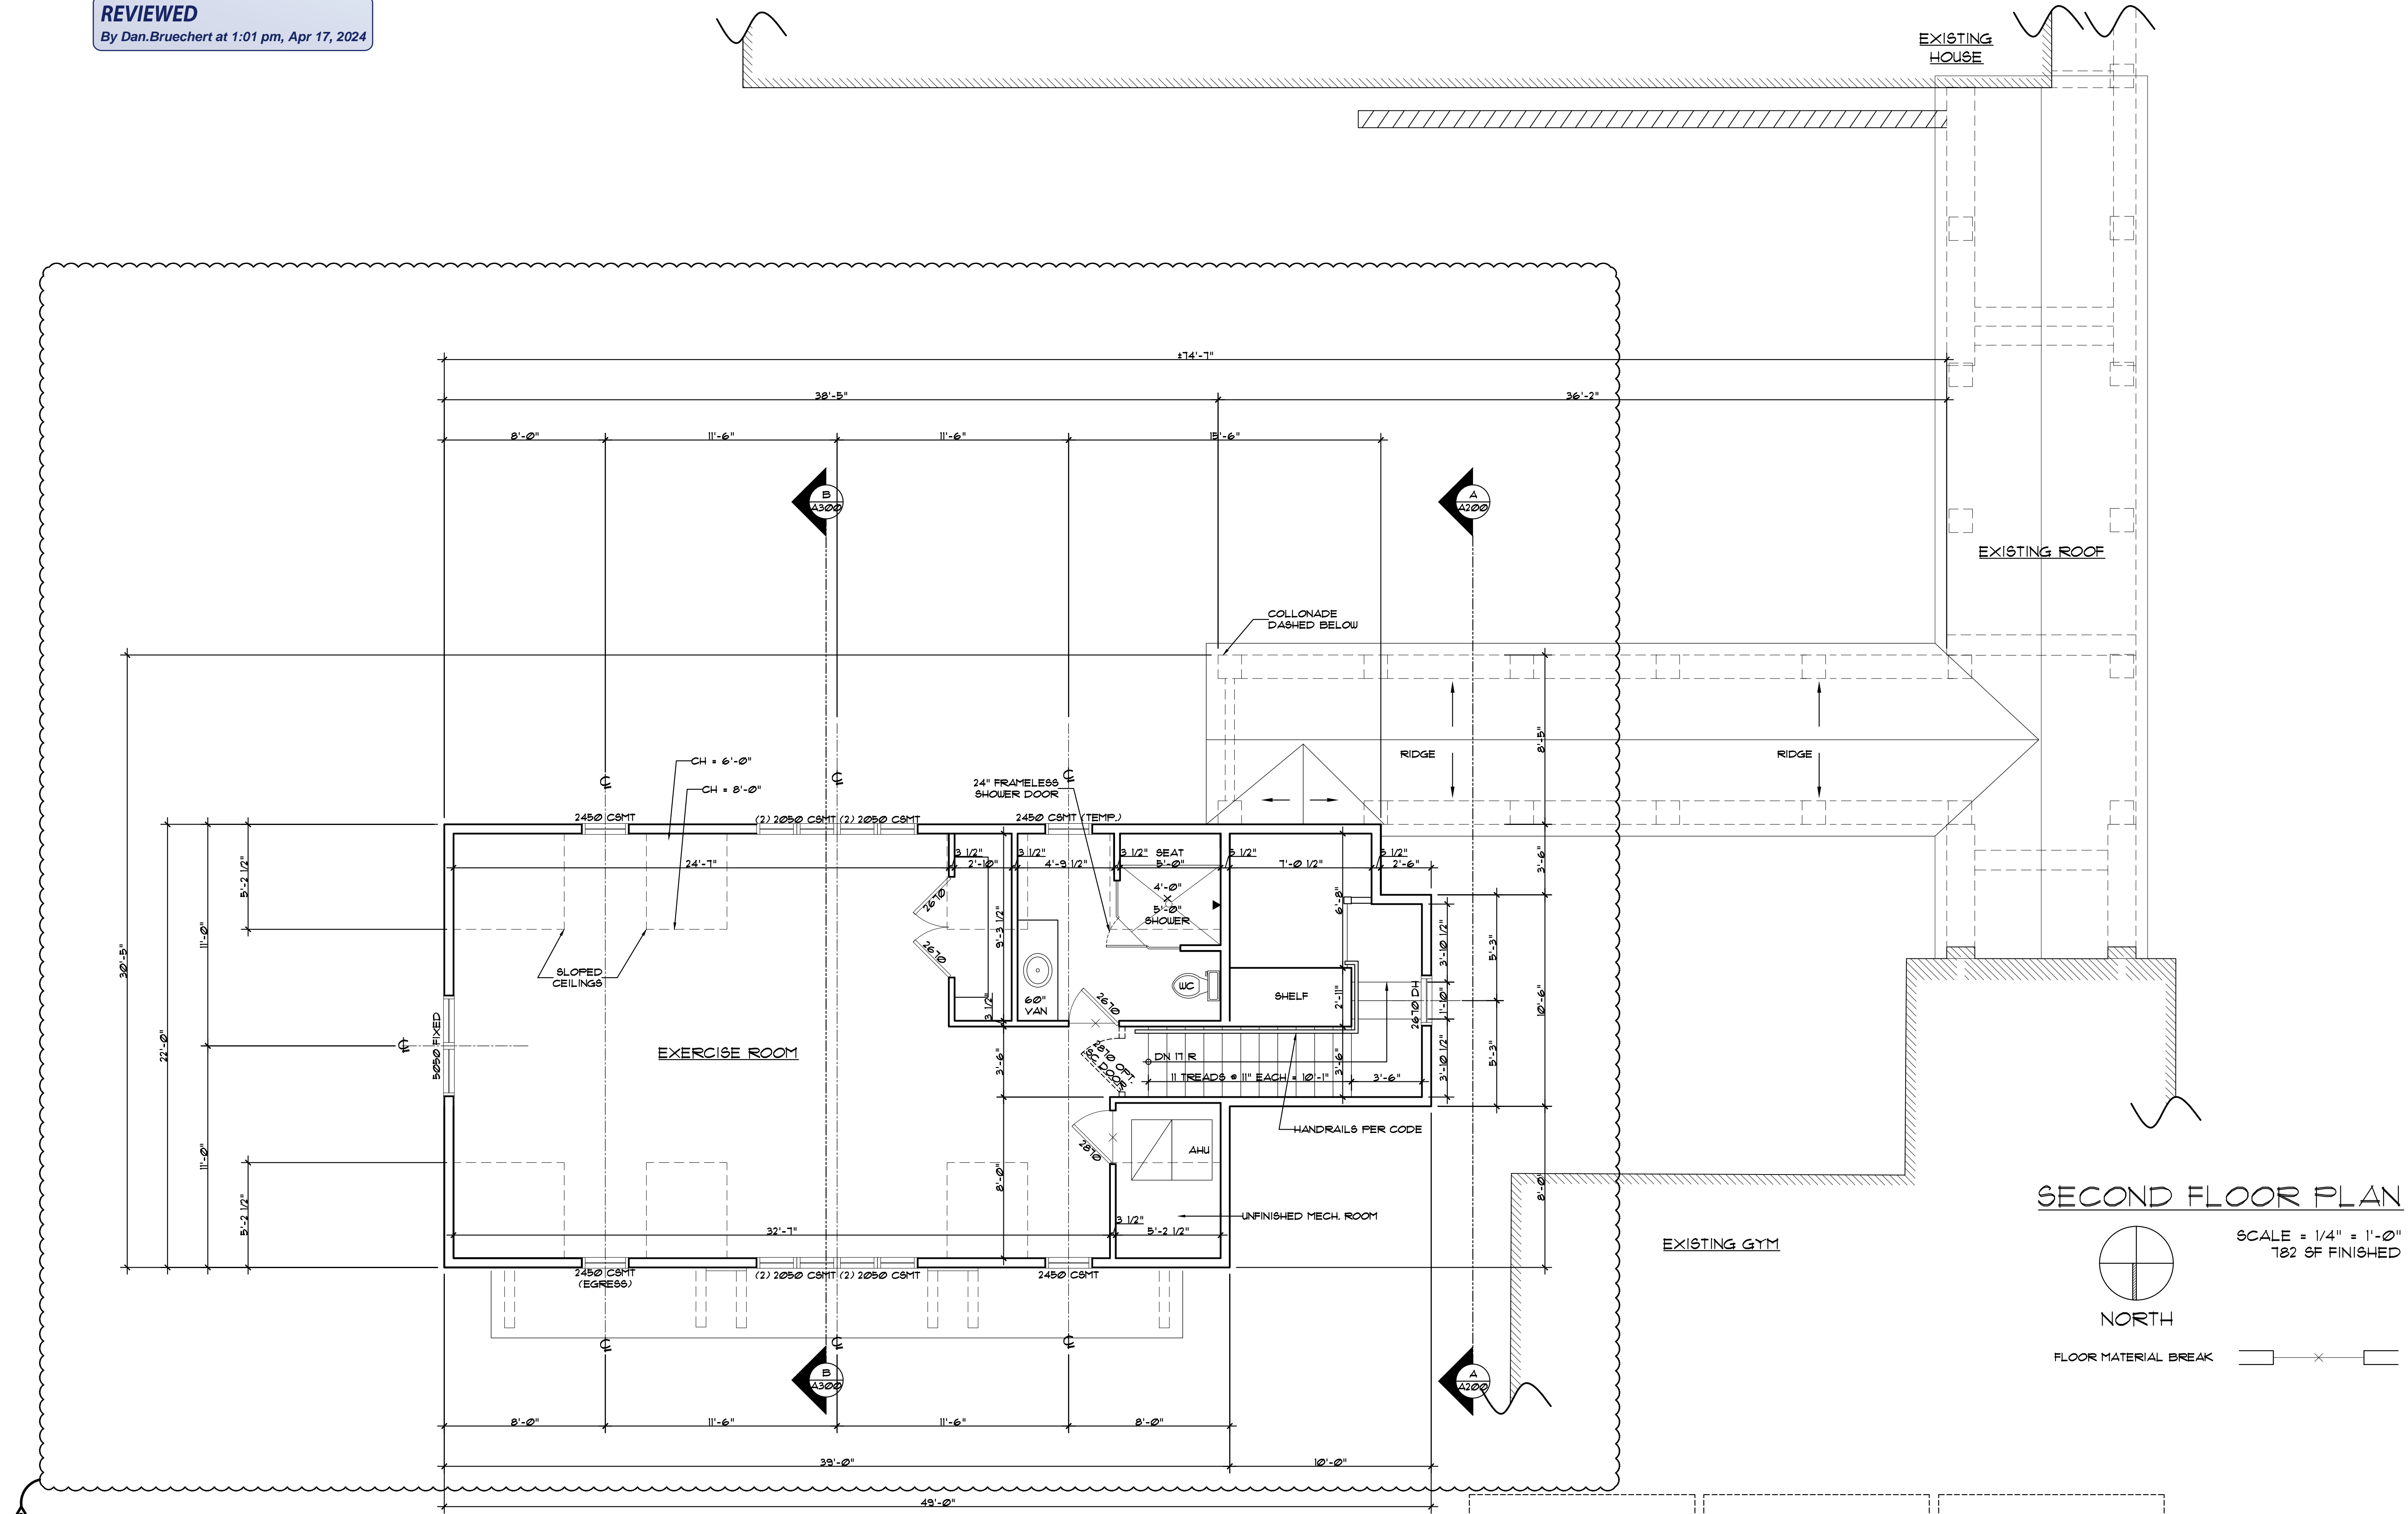 REVIEWED
By Dan.Bruechert at 1:01 pm, Apr 17, 2024
EXISTING
HOUSE
±74'-7"
38'-5"
36'-2"
8'-0"
11'-6"
11'-6"
15'-6"
B
A300
A
A200
EXISTING ROOF
COLLONADE
DASHED BELOW
RIDGE
RIDGE
8'-5"
CH = 6'-0"
CH = 8'-0"
24" FRAMELESS
SHOWER DOOR
2450 CSMT
(2) 2050 CSMT
(2) 2050 CSMT
2450 CSMT (TEMP.)
24'-7"
3 1/2"
2'-10"
3 1/2"
4'-9 1/2"
3 1/2"
SEAT
5'-0"
5 1/2"
7'-0 1/2"
5 1/2"
2'-6"
3'-6"
30'-5"
22'-0"
11'-0"
11'-0"
5'-2 1/2"
5'-2 1/2"
SLOPED
CEILINGS
2670
2670
9'-3 1/2"
3 1/2"
4'-0"
X
5'-0"
SHOWER
6'-8"
2'-11"
3'-10 1/2"
1'-10"
3'-10 1/2"
5'-3"
5'-3"
10'-6"
WC
60"
VAN
2670
SHELF
2670 DH
5050 FIXED
EXERCISE ROOM
2870 OPT.
SC DOOR
DN 17 R
11 TREADS @ 11" EACH = 10'-1"
3'-6"
3'-6"
3'-6"
HANDRAILS PER CODE
2870
AHU
8'-0"
8'-0"
UNFINISHED MECH. ROOM
32'-7"
3 1/2"
5'-2 1/2"
2450 CSMT
(EGRESS)
(2) 2050 CSMT
(2) 2050 CSMT
2450 CSMT
EXISTING GYM
SECOND FLOOR PLAN
SCALE = 1/4" = 1'-0"
782 SF FINISHED
NORTH
FLOOR MATERIAL BREAK
B
A300
A
A200
8'-0"
11'-6"
11'-6"
8'-0"
39'-0"
10'-0"
49'-0"